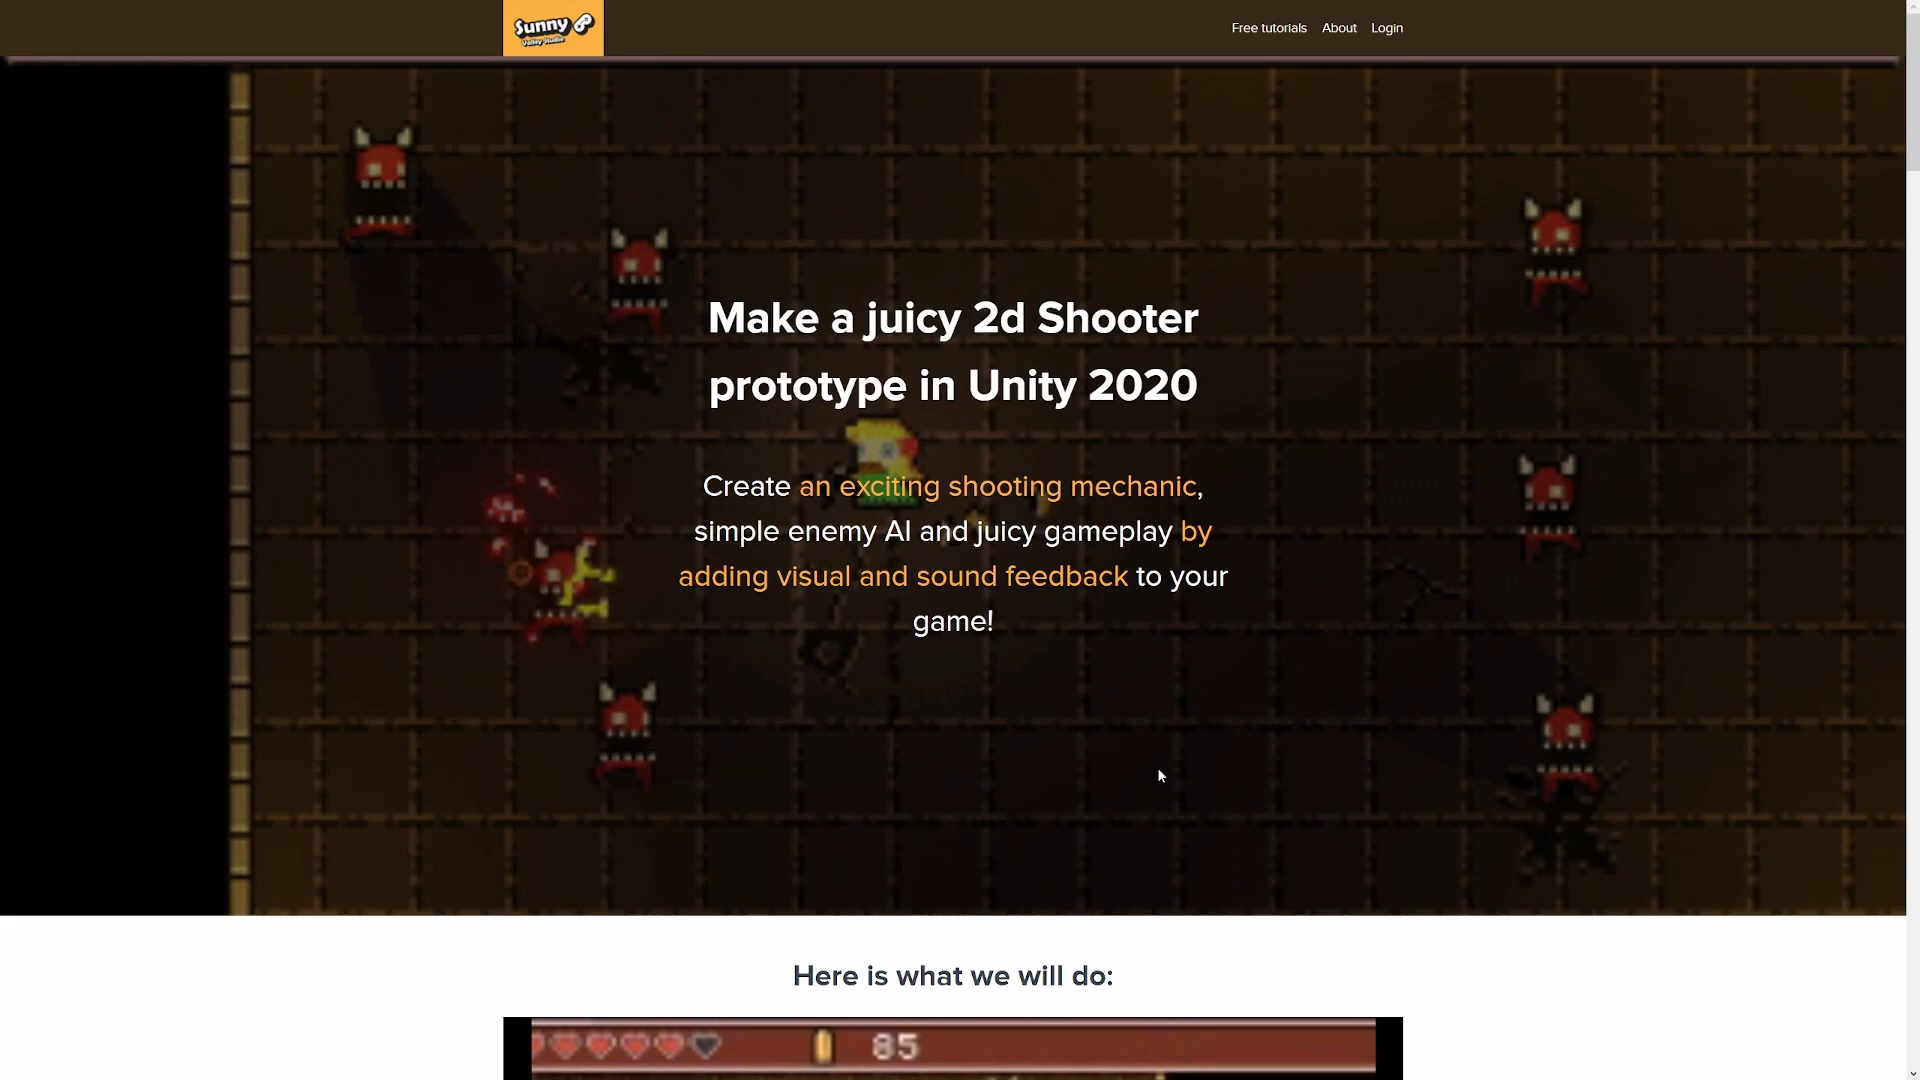 Sunny
Valley Studio
Free tutorials About Login
Make a juicy 2d Shooter
prototype in Unity 2020
Create an exciting shooting mechanic,
simple enemy AI and juicy gameplay by
adding visual and sound feedback to your
game!
Here is what we will do:
85